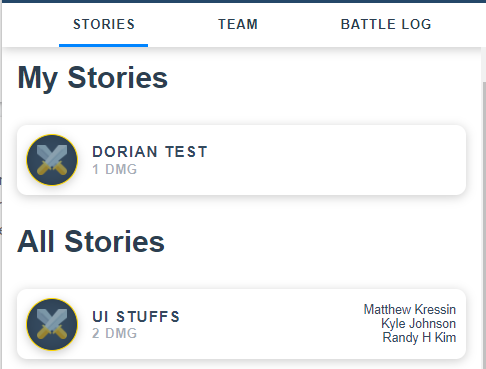 STORIES TEAM BATTLE LOG
My Stories
DORIAN TEST
1 DMG
All Stories
UI STUFFS
2 DMG
Matthew Kressin
Kyle Johnson
Randy H Kim